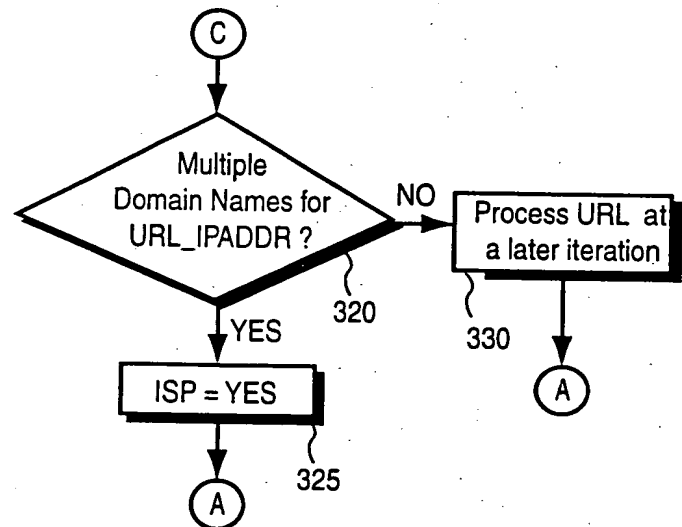 C
Multiple
Domain Names for
URL_IPADDR ?
NO
Process URL at
a later iteration
320
330
YES
ISP = YES
A
325
A